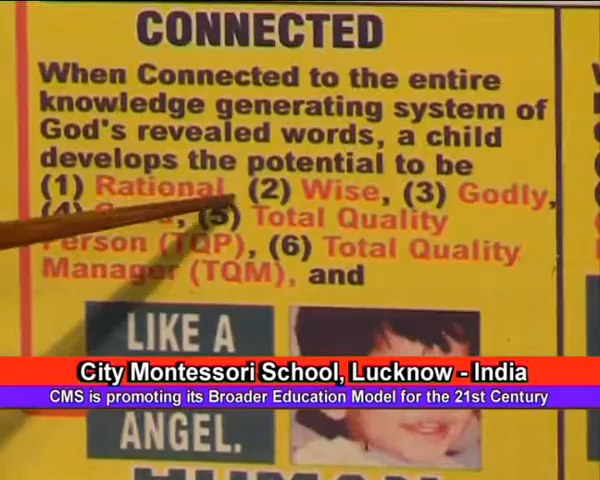 CONNECTED
When Connected to the entire
knowledge generating system of
God's revealed words, a child
develops the potential to be
(1) Rational, (2) Wise, (3) Godly,
(5) Total Quality
Person (TQP), (6) Total Quality
Manager (TQM), and
LIKE A
City Montessori School, Lucknow - India
CMS is promoting its Broader Education Model for the 21st Century
ANGEL.